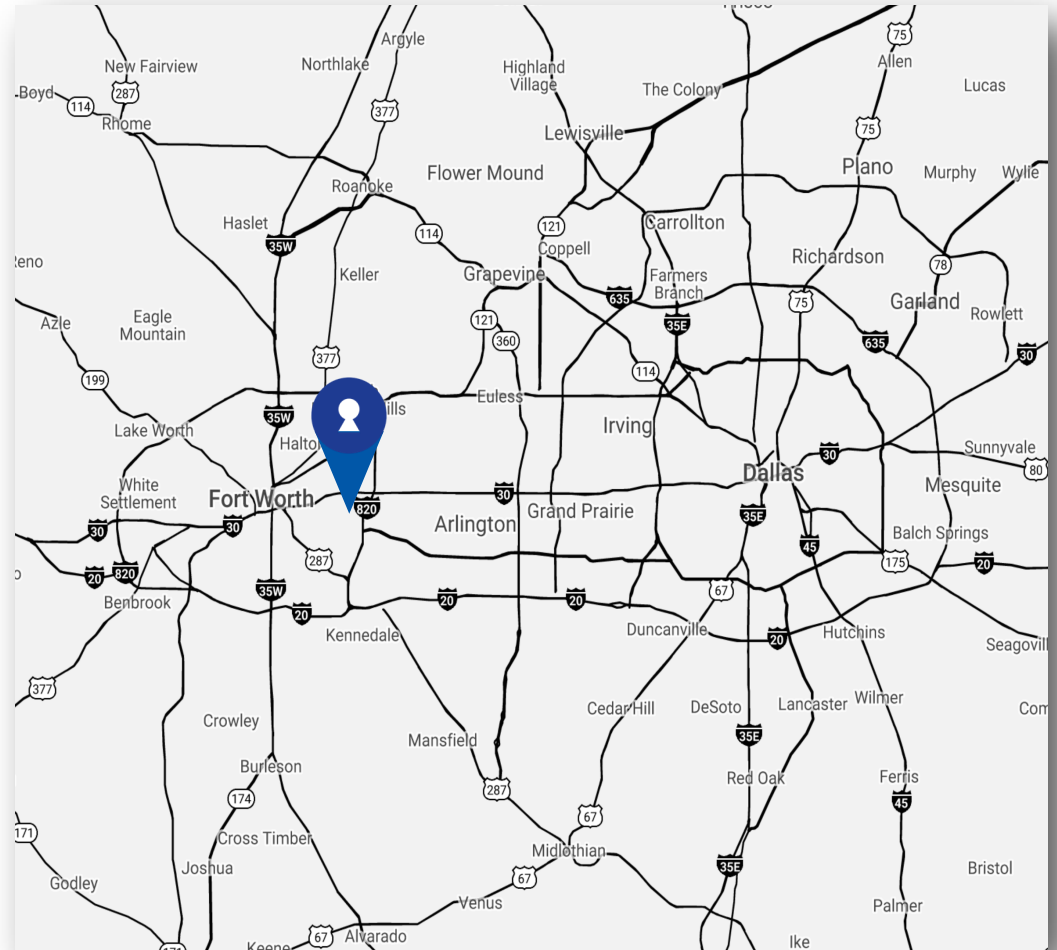 Argyle
75
New Fairview
Northlake
Highland
Village
Allen
Lucas
287
The Colony
Boyd
114
377
Rhome
75
Lewisville
Plano
Flower Mound
Murphy
Wylie
Roanoke
Haslet
121
Carrollton
114
35W
Coppell
Richardson
78
Grapevine
Keller
Farmers
Branch
635
75
Garland
Rowlett
Eagle
Mountain
Azle
121
35E
360
635
30
377
199
114
Euless
35W
Irving
Lake Worth
Sunnyvale
30
80
Dallas
White
Settlement
Fort Worth
30
Mesquite
820
Grand Prairie
Arlington
35E
30
30
Balch Springs
45
287
175
20
20
820
35W
67
Benbrook
20
20
20
Kennedale
Duncanville
20
Hutchins
377
Cedar Hill
DeSoto
Lancaster
Wilmer
Crowley
Mansfield
35E
Burleson
Red Oak
Ferris
287
174
45
67
171
Cross Timber
Midlothian
Joshua
35E
Bristol
Godley
67
Venus
Palmer
67
Alvarado
Ike